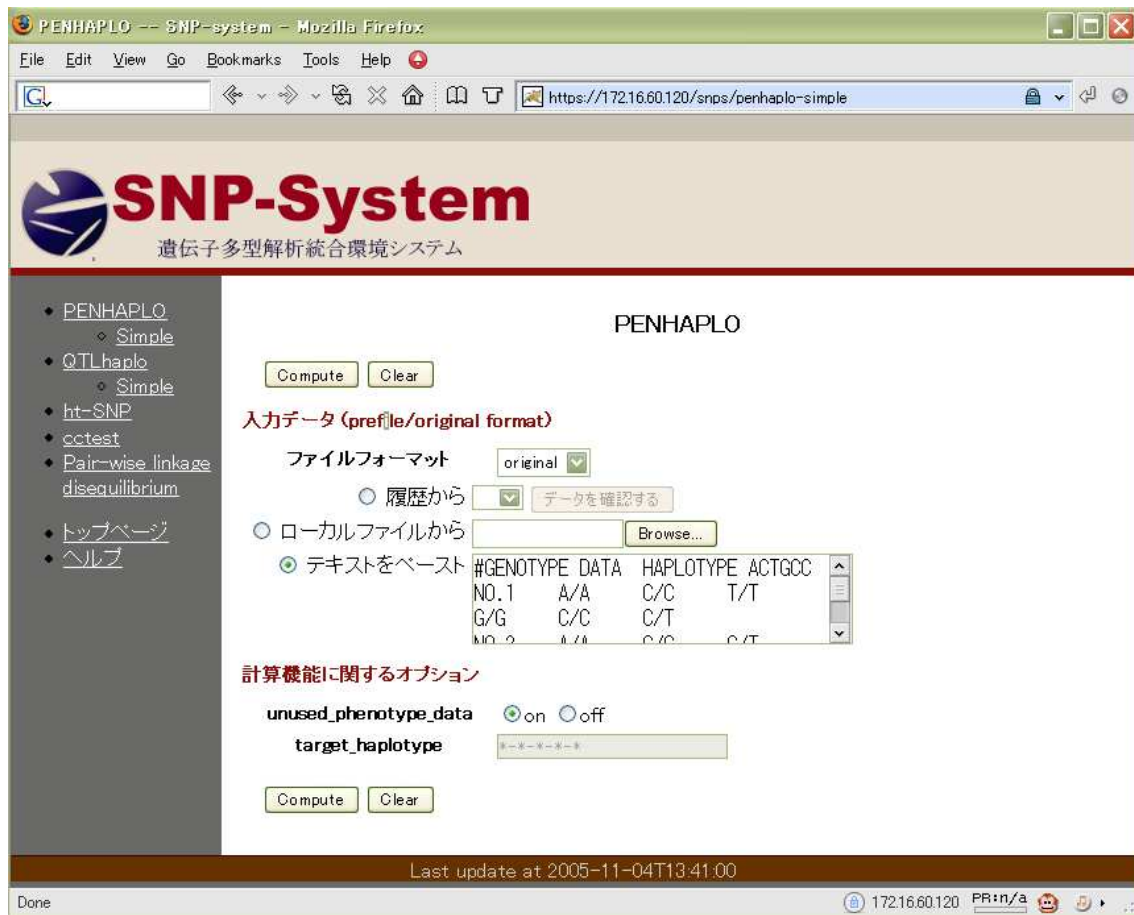 PENHAPLO -- SNP-system - Mozilla Firefox
File Edit View Go Bookmarks Tools Help
G
https://172.16.60.120/snps/penhaplo-simple
SNP-System
遺伝子多型解析統合環境システム
PENHAPLO
Simple
QTLhaplo
Simple
ht-SNP
cctest
Pair-wise linkage
disequilibrium
トップページ
ヘルプ
PENHAPLO
Compute Clear
入力データ (prefile/original format)
ファイルフォーマット original
履歴から データを確認する
ローカルファイルから Browse...
テキストをペースト #GENOTYPE DATA HAPLOTYPE ACTGCC
NO.1 A/A C/C T/T
G/G C/C C/T
NO.2 A/A C/C C/T
計算機能に関するオプション
unused_phenotype_data on off
target_haplotype *-*-*-*-*
Compute Clear
Last update at 2005-11-04T13:41:00
Done 172.16.60.120 PR:n/a